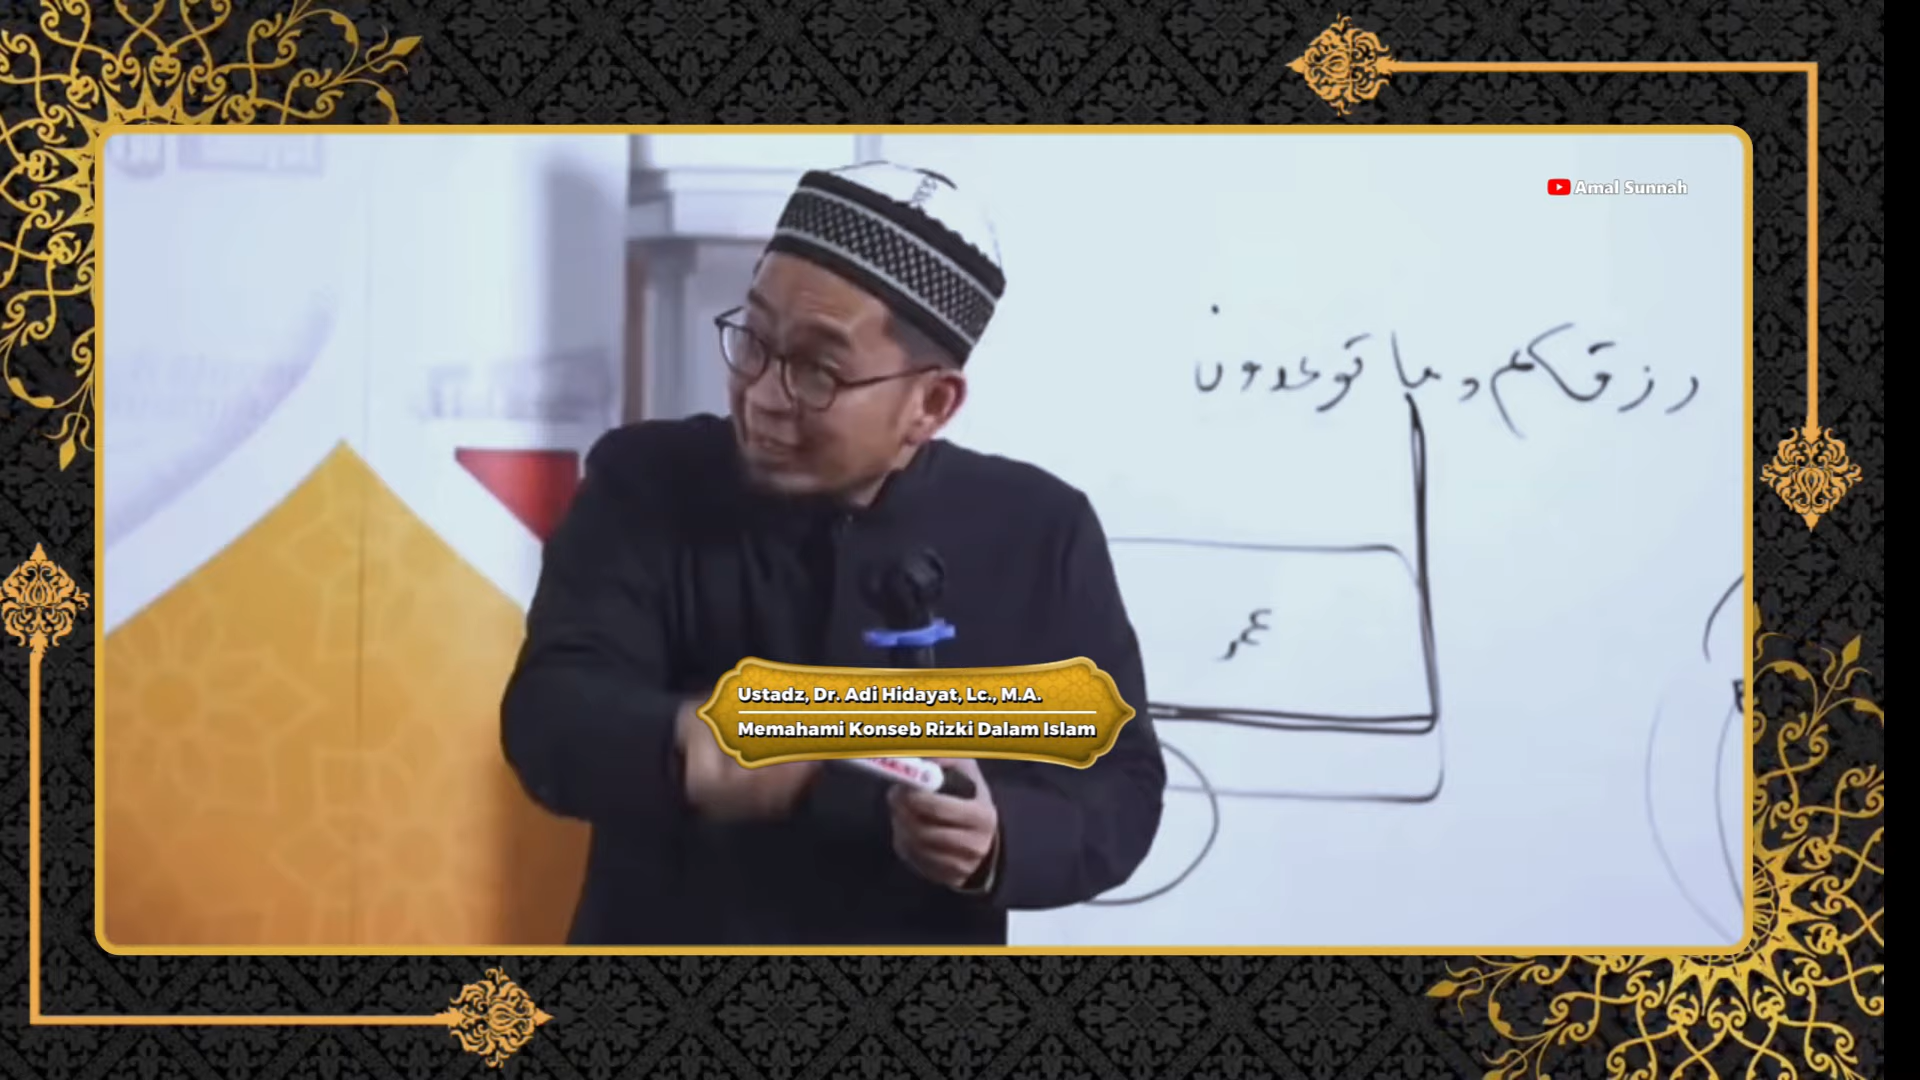 Amal Sunnah
رزقكم وما توعدون
عمر
Ustadz, Dr. Adi Hidayat, Lc., M.A.
Memahami Konseb Rizki Dalam Islam